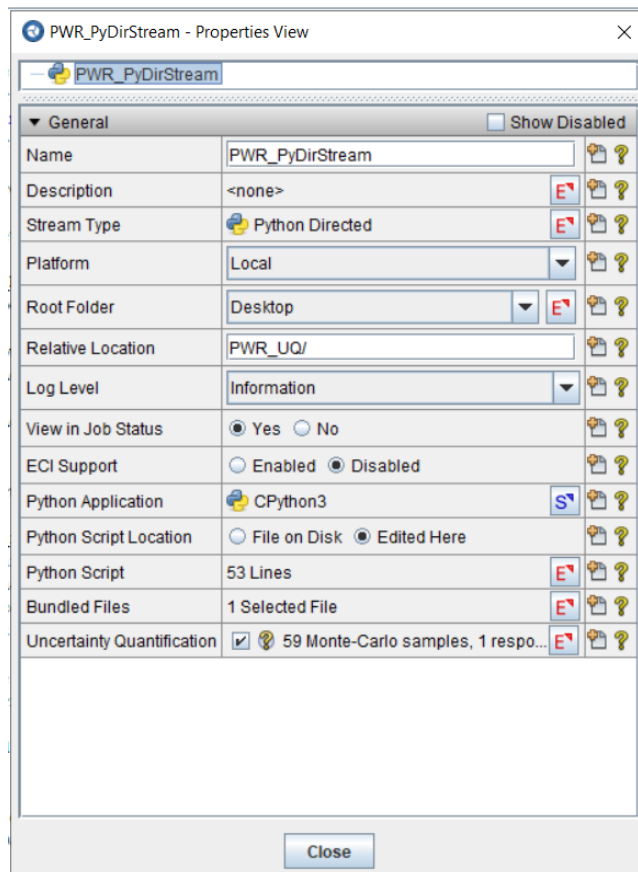 PWR_PyDirStream - Properties View
PWR_PyDirStream
General Show Disabled
Name PWR_PyDirStream
Description <none> E
Stream Type Python Directed E
Platform Local
Root Folder Desktop E
Relative Location PWR_UQ/
Log Level Information
View in Job Status Yes No
ECI Support Enabled Disabled
Python Application CPython3 S
Python Script Location File on Disk Edited Here
Python Script 53 Lines E
Bundled Files 1 Selected File E
Uncertainty Quantification 59 Monte-Carlo samples, 1 respo... E
Close